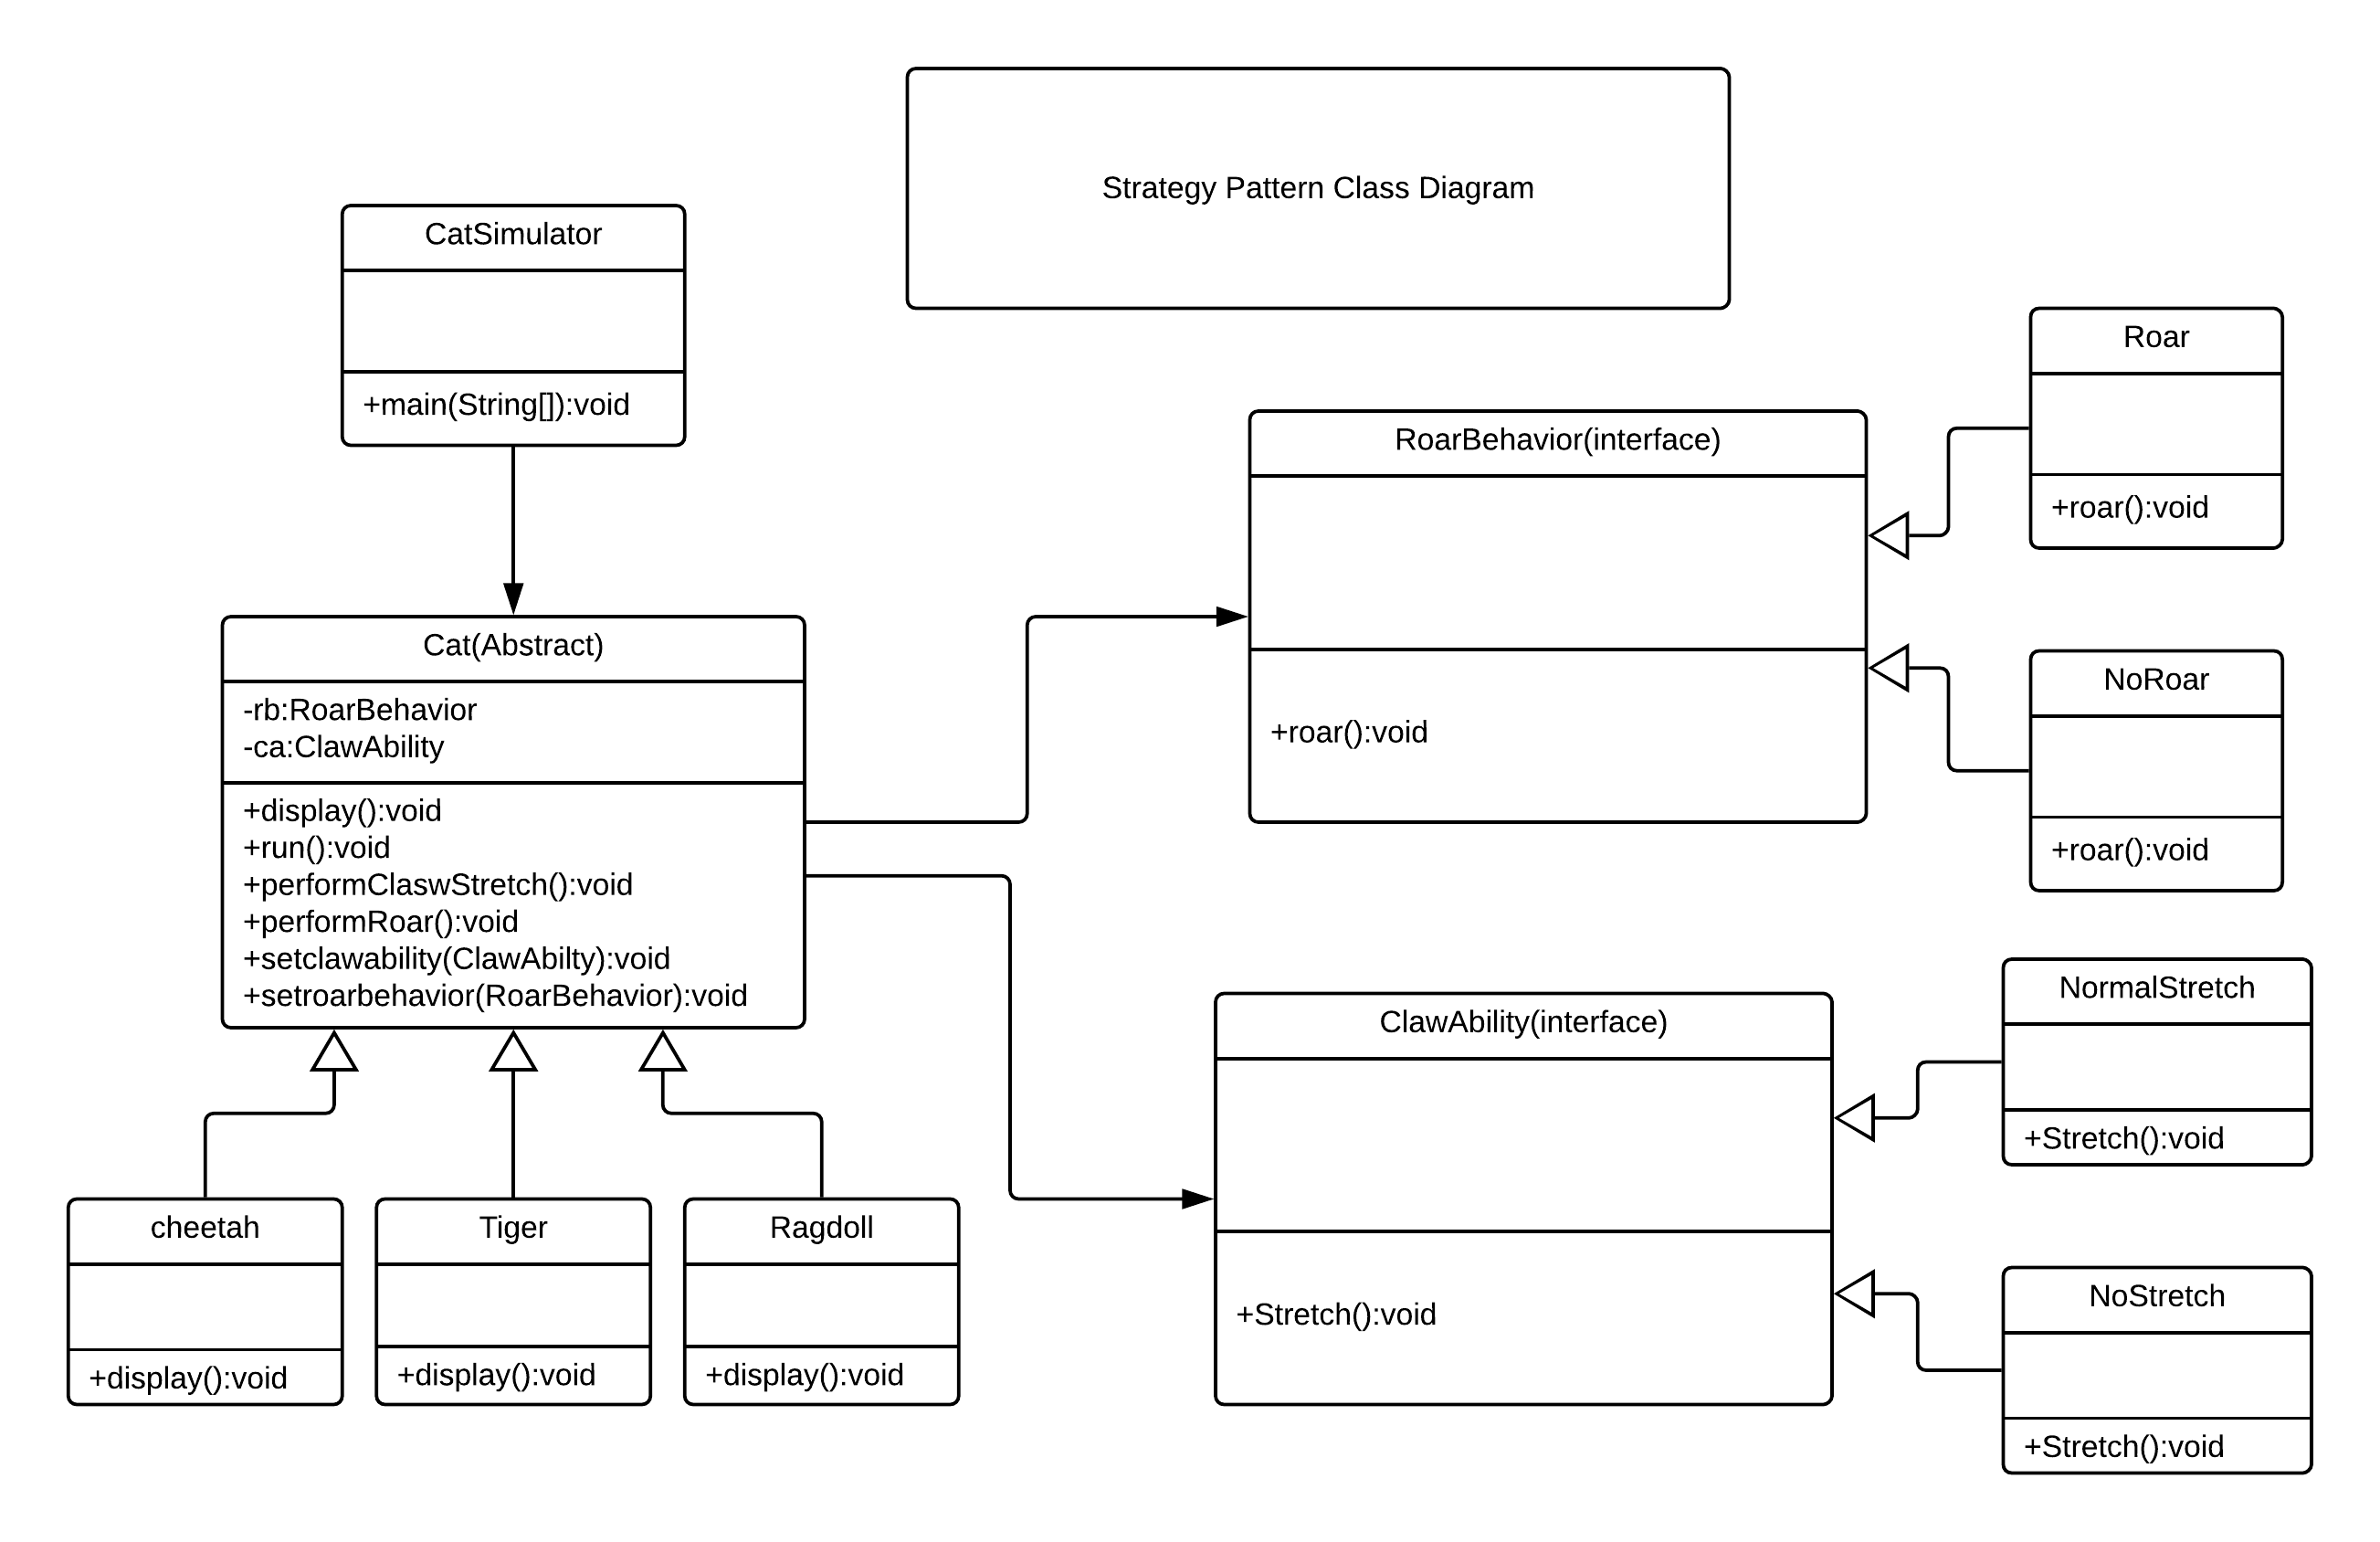 Strategy Pattern Class Diagram
CatSimulator
+main(String[]):void
Cat(Abstract)
-rb:RoarBehavior
-ca:ClawAbility
+display():void
+run():void
+performClaswStretch():void
+performRoar():void
+setclawability(ClawAbilty):void
+setroarbehavior(RoarBehavior):void
cheetah
+display():void
Tiger
+display():void
Ragdoll
+display():void
RoarBehavior(interface)
+roar():void
ClawAbility(interface)
+Stretch():void
Roar
+roar():void
NoRoar
+roar():void
NormalStretch
+Stretch():void
NoStretch
+Stretch():void